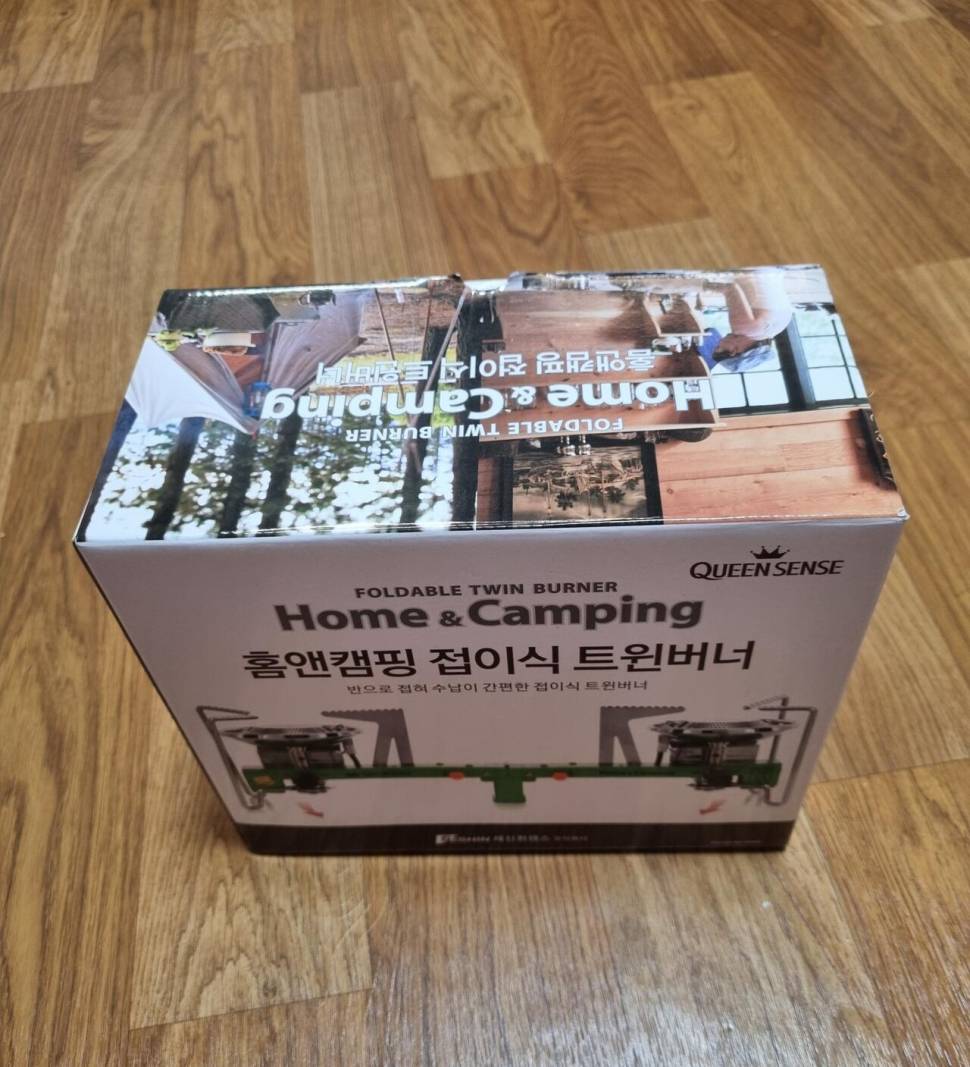 홈앤캠핑 접이식 트윈버너
Home & Camping
FOLDABLE TWIN BURNER
QUEEN SENSE
FOLDABLE TWIN BURNER
Home & Camping
홈앤캠핑 접이식 트윈버너
반으로 접혀 수납이 간편한 접이식 트윈버너